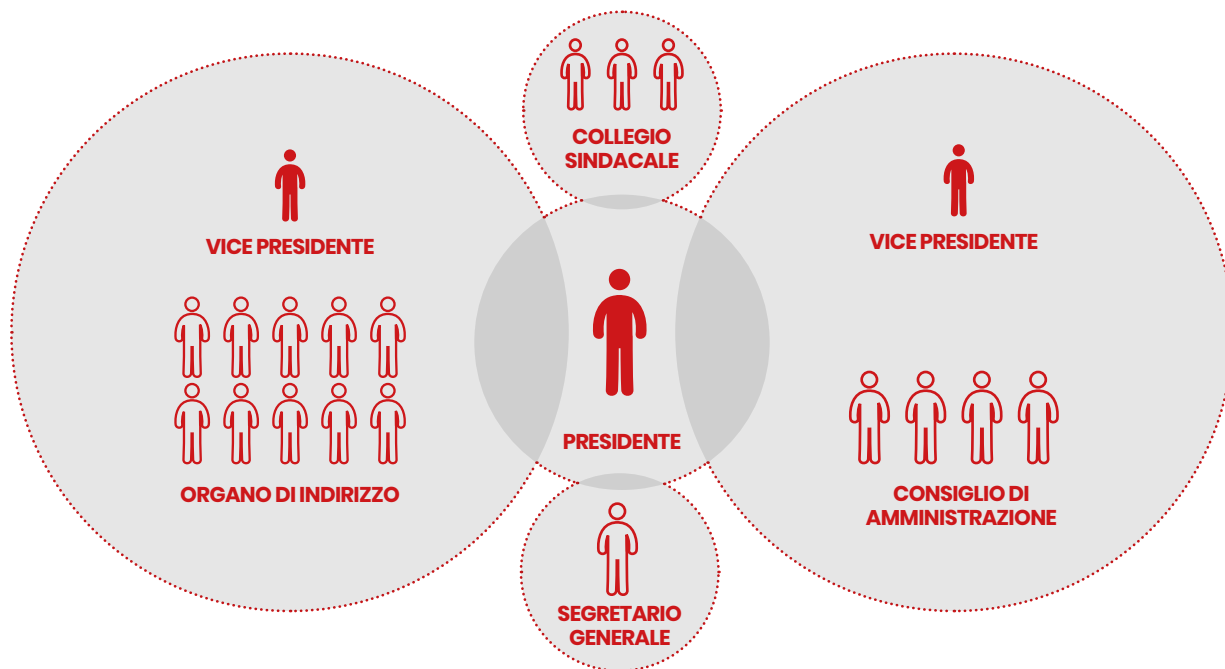 COLLEGIO
SINDACALE
VICE PRESIDENTE
VICE PRESIDENTE
PRESIDENTE
ORGANO DI INDIRIZZO
CONSIGLIO DI
AMMINISTRAZIONE
SEGRETARIO
GENERALE